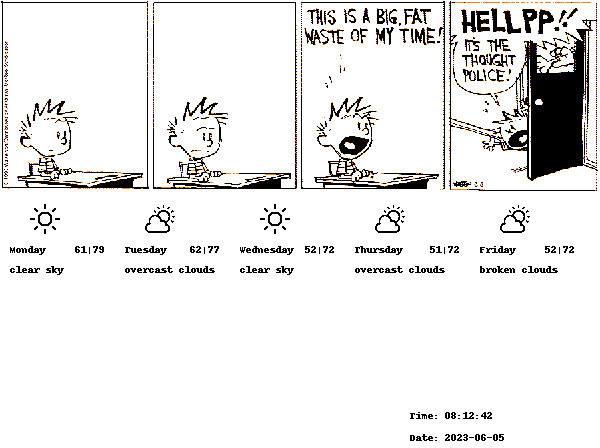 THIS IS A BIG, FAT
WASTE OF MY TIME!
HELLPP!!
IT'S THE
THOUGHT
POLICE!
Monday 61|79
clear sky
Tuesday 62|77
overcast clouds
Wednesday 52|72
clear sky
Thursday 51|72
overcast clouds
Friday 52|72
broken clouds
Time: 08:12:42
Date: 2023-06-05